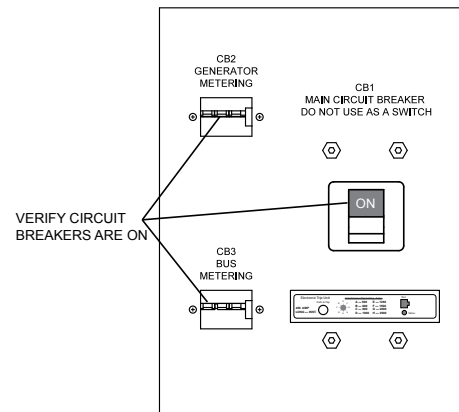 CB2
GENERATOR
METERING
CB1
MAIN CIRCUIT BREAKER
DO NOT USE AS A SWITCH
ON
VERIFY CIRCUIT
BREAKERS ARE ON
CB3
BUS
METERING
Electronic Trip Unit